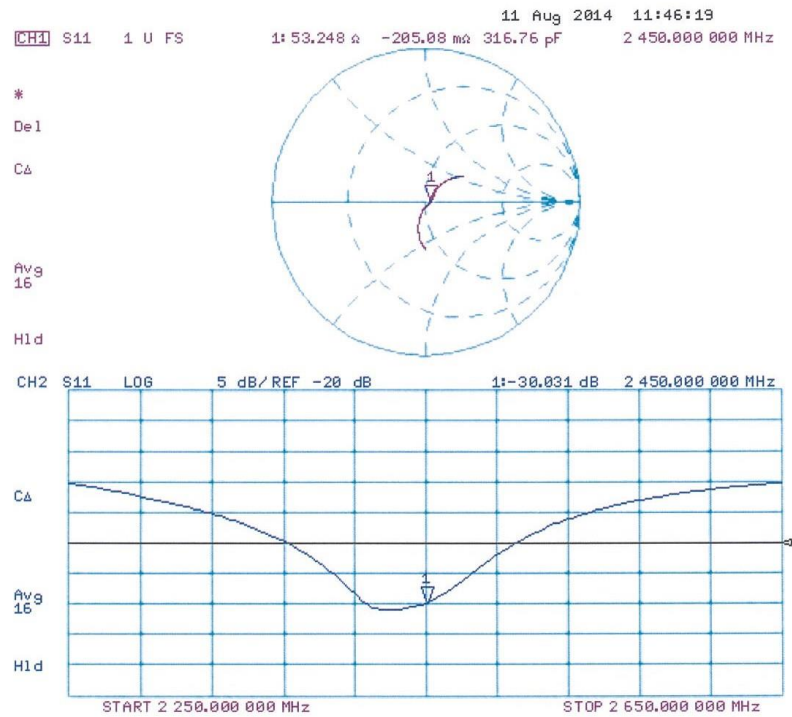 11 Aug 2014 11:46:19
CH1 S11 1 U FS 1: 53.248 Ω -205.08 mΩ 316.76 pF 2 450.000 000 MHz
*
Del
1
CΔ
Avg
16
Hld
CH2 S11 LOG 5 dB/REF -20 dB 1:-30.031 dB 2 450.000 000 MHz
CΔ
1
Avg
16
Hld
START 2 250.000 000 MHz STOP 2 650.000 000 MHz